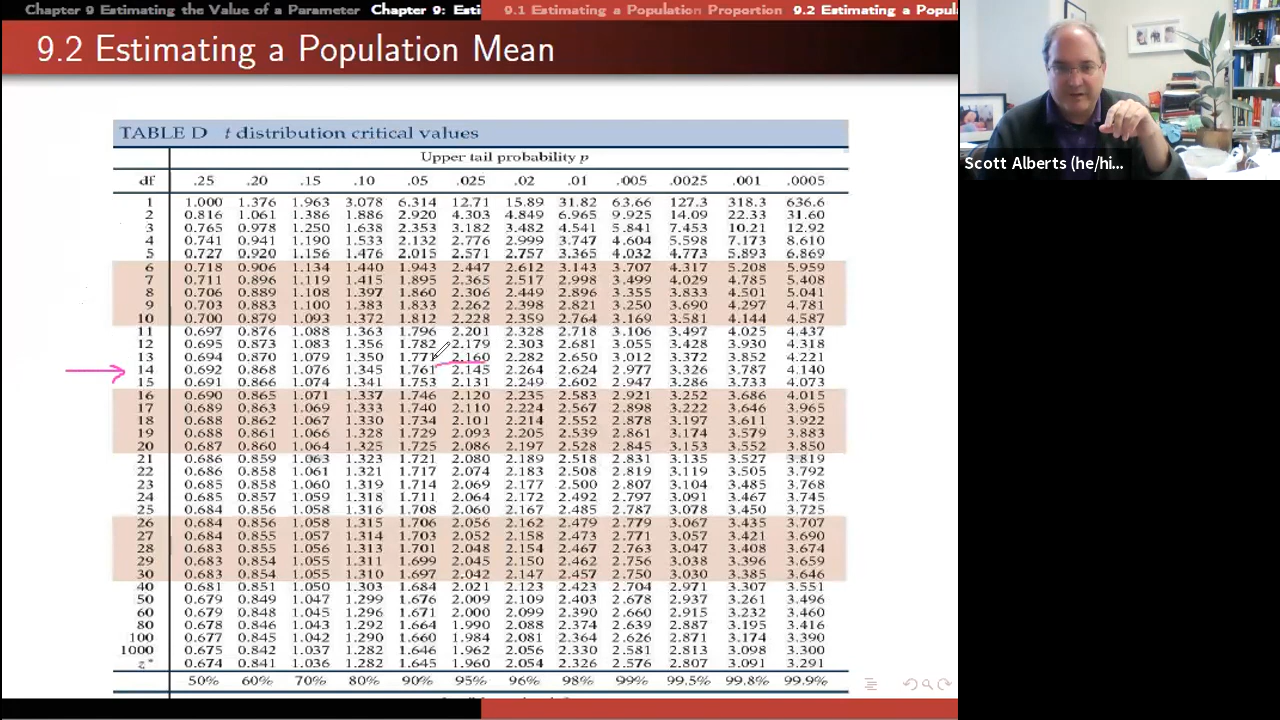 Chapter 9 Estimating the Value of a Parameter Chapter 9: Esti 9.1 Estimating a Population Proportion 9.2 Estimating a Popul
9.2 Estimating a Population Mean
Scott Alberts (he/hi...
TABLE D t distribution critical values
Upper tail probability p
df .25 .20 .15 .10 .05 .025 .02 .01 .005 .0025 .001 .0005
1 1.000 1.376 1.963 3.078 6.314 12.71 15.89 31.82 63.66 127.3 318.3 636.6
2 0.816 1.061 1.386 1.886 2.920 4.303 4.849 6.965 9.925 14.09 22.33 31.60
3 0.765 0.978 1.250 1.638 2.353 3.182 3.482 4.541 5.841 7.453 10.21 12.92
4 0.741 0.941 1.190 1.533 2.132 2.776 2.999 3.747 4.604 5.598 7.173 8.610
5 0.727 0.920 1.156 1.476 2.015 2.571 2.757 3.365 4.032 4.773 5.893 6.869
6 0.718 0.906 1.134 1.440 1.943 2.447 2.612 3.143 3.707 4.317 5.208 5.959
7 0.711 0.896 1.119 1.415 1.895 2.365 2.517 2.998 3.499 4.029 4.785 5.408
8 0.706 0.889 1.108 1.397 1.860 2.306 2.449 2.896 3.355 3.833 4.501 5.041
9 0.703 0.883 1.100 1.383 1.833 2.262 2.398 2.821 3.250 3.690 4.297 4.781
10 0.700 0.879 1.093 1.372 1.812 2.228 2.359 2.764 3.169 3.581 4.144 4.587
11 0.697 0.876 1.088 1.363 1.796 2.201 2.328 2.718 3.106 3.497 4.025 4.437
12 0.695 0.873 1.083 1.356 1.782 2.179 2.303 2.681 3.055 3.428 3.930 4.318
13 0.694 0.870 1.079 1.350 1.771 2.160 2.282 2.650 3.012 3.372 3.852 4.221
14 0.692 0.868 1.076 1.345 1.761 2.145 2.264 2.624 2.977 3.326 3.787 4.140
15 0.691 0.866 1.074 1.341 1.753 2.131 2.249 2.602 2.947 3.286 3.733 4.073
16 0.690 0.865 1.071 1.337 1.746 2.120 2.235 2.583 2.921 3.252 3.686 4.015
17 0.689 0.863 1.069 1.333 1.740 2.110 2.224 2.567 2.898 3.222 3.646 3.965
18 0.688 0.862 1.067 1.330 1.734 2.101 2.214 2.552 2.878 3.197 3.611 3.922
19 0.688 0.861 1.066 1.328 1.729 2.093 2.205 2.539 2.861 3.174 3.579 3.883
20 0.687 0.860 1.064 1.325 1.725 2.086 2.197 2.528 2.845 3.153 3.552 3.850
21 0.686 0.859 1.063 1.323 1.721 2.080 2.189 2.518 2.831 3.135 3.527 3.819
22 0.686 0.858 1.061 1.321 1.717 2.074 2.183 2.508 2.819 3.119 3.505 3.792
23 0.685 0.858 1.060 1.319 1.714 2.069 2.177 2.500 2.807 3.104 3.485 3.768
24 0.685 0.857 1.059 1.318 1.711 2.064 2.172 2.492 2.797 3.091 3.467 3.745
25 0.684 0.856 1.058 1.316 1.708 2.060 2.167 2.485 2.787 3.078 3.450 3.725
26 0.684 0.856 1.058 1.315 1.706 2.056 2.162 2.479 2.779 3.067 3.435 3.707
27 0.684 0.855 1.057 1.314 1.703 2.052 2.158 2.473 2.771 3.057 3.421 3.690
28 0.683 0.855 1.056 1.313 1.701 2.048 2.154 2.467 2.763 3.047 3.408 3.674
29 0.683 0.854 1.055 1.311 1.699 2.045 2.150 2.462 2.756 3.038 3.396 3.659
30 0.683 0.854 1.055 1.310 1.697 2.042 2.147 2.457 2.750 3.030 3.385 3.646
40 0.681 0.851 1.050 1.303 1.684 2.021 2.123 2.423 2.704 2.971 3.307 3.551
50 0.679 0.849 1.047 1.299 1.676 2.009 2.109 2.403 2.678 2.937 3.261 3.496
60 0.679 0.848 1.045 1.296 1.671 2.000 2.099 2.390 2.660 2.915 3.232 3.460
80 0.678 0.846 1.043 1.292 1.664 1.990 2.088 2.374 2.639 2.887 3.195 3.416
100 0.677 0.845 1.042 1.290 1.660 1.984 2.081 2.364 2.626 2.871 3.174 3.390
1000 0.675 0.842 1.037 1.282 1.646 1.962 2.056 2.330 2.581 2.813 3.098 3.300
z* 0.674 0.841 1.036 1.282 1.645 1.960 2.054 2.326 2.576 2.807 3.091 3.291
50% 60% 70% 80% 90% 95% 96% 98% 99% 99.5% 99.8% 99.9%